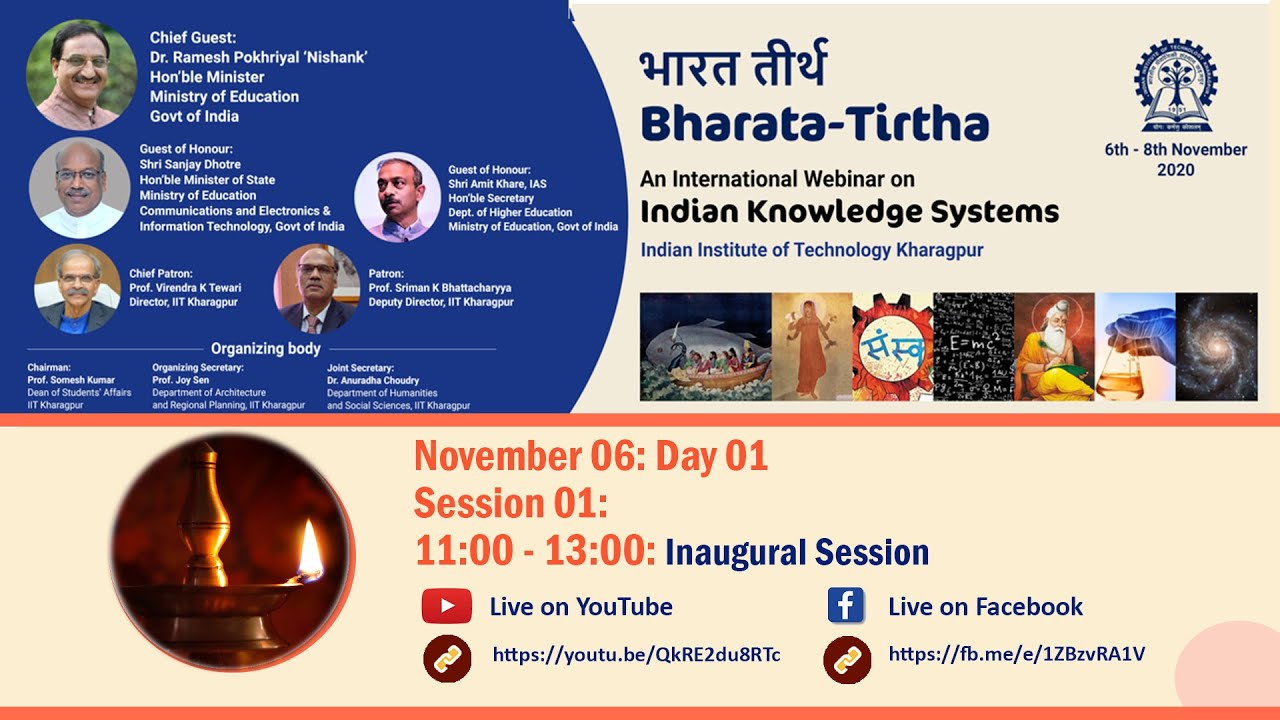 Chief Guest:
Dr. Ramesh Pokhriyal ‘Nishank’
Hon’ble Minister
Ministry of Education
Govt of India
Guest of Honour:
Shri Sanjay Dhotre
Hon’ble Minister of State
Ministry of Education
Communications and Electronics &
Information Technology, Govt of India
Guest of Honour:
Shri Amit Khare, IAS
Hon’ble Secretary
Dept. of Higher Education
Ministry of Education, Govt of India
Chief Patron:
Prof. Virendra K Tewari
Director, IIT Kharagpur
Patron:
Prof. Sriman K Bhattacharyya
Deputy Director, IIT Kharagpur
Organizing body
Chairman:
Prof. Somesh Kumar
Dean of Students’ Affairs
IIT Kharagpur
Organizing Secretary:
Prof. Joy Sen
Department of Architecture
and Regional Planning, IIT Kharagpur
Joint Secretary:
Dr. Anuradha Choudry
Department of Humanities
and Social Sciences, IIT Kharagpur
भारत तीर्थ
Bharata-Tirtha
An International Webinar on
Indian Knowledge Systems
Indian Institute of Technology Kharagpur
1951
योगः कर्मसु कौशलम्
6th - 8th November
2020
संस्कृ
E=mc²
November 06: Day 01
Session 01:
11:00 - 13:00: Inaugural Session
Live on YouTube
https://youtu.be/QkRE2du8RTc
Live on Facebook
https://fb.me/e/1ZBzvRA1V